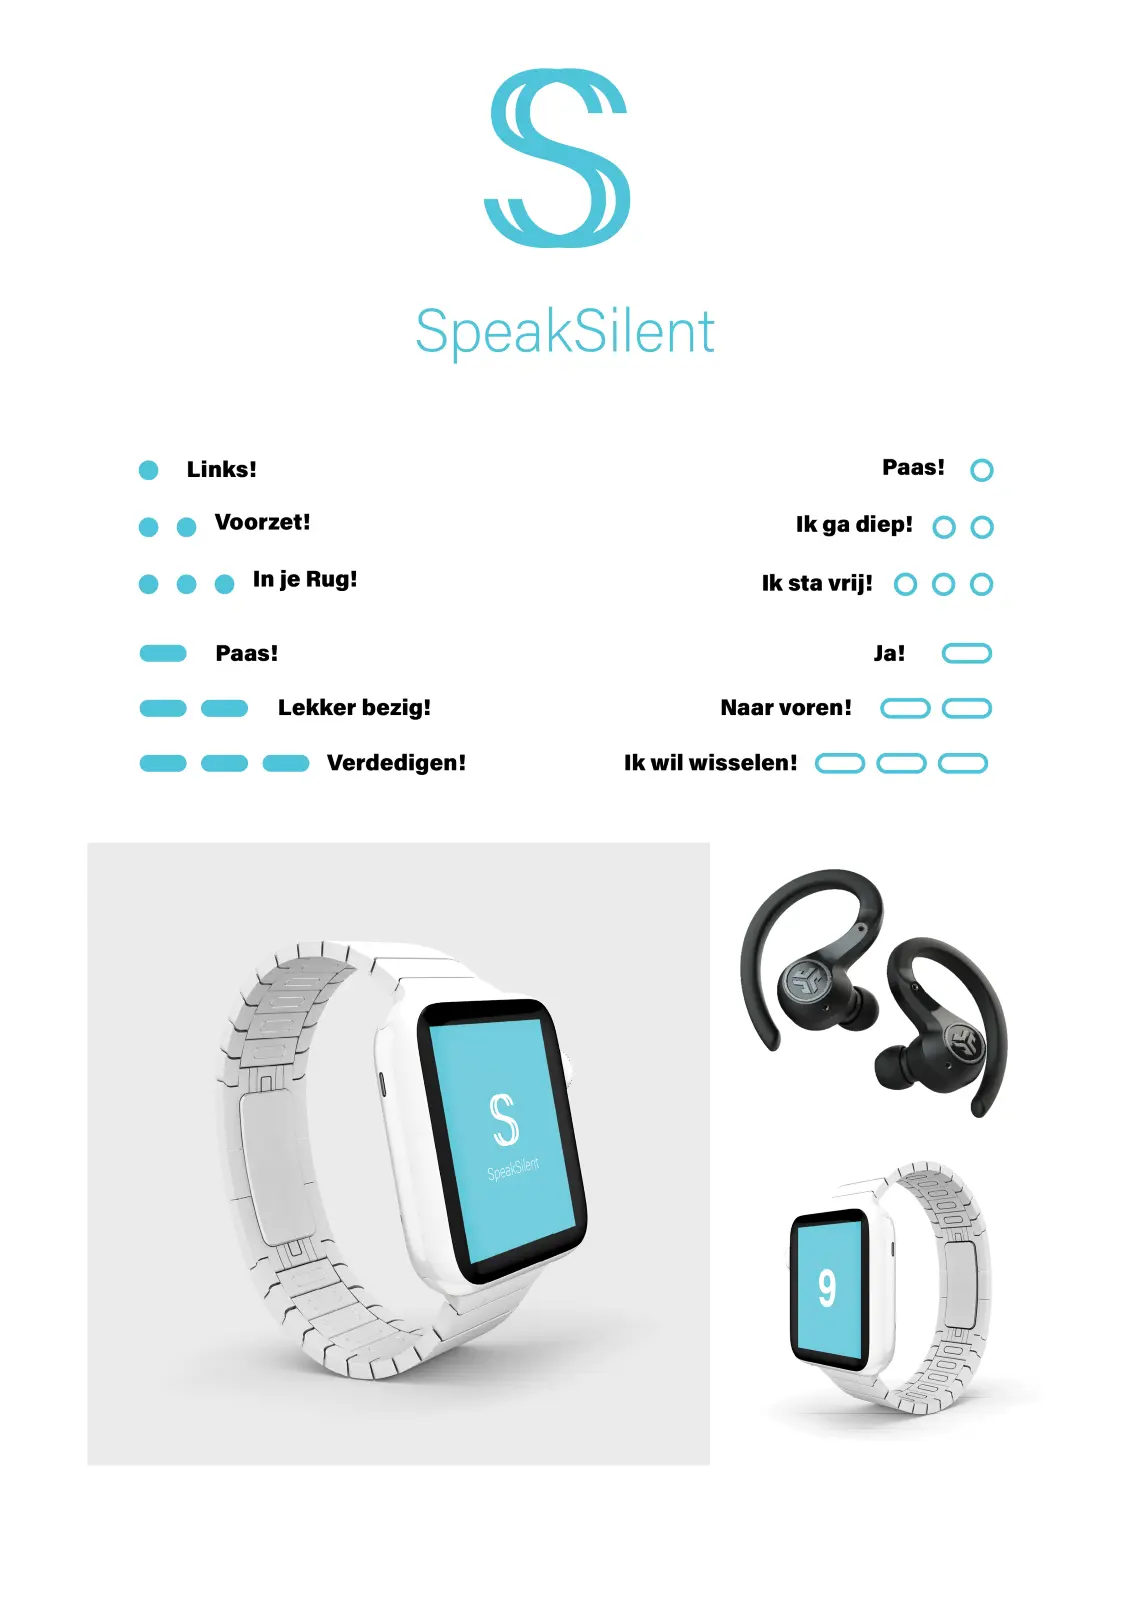 S
SpeakSilent
Links!
Paas!
Voorzet!
Ik ga diep!
In je Rug!
Ik sta vrij!
Paas!
Ja!
Lekker bezig!
Naar voren!
Verdedigen!
Ik wil wisselen!
S
SpeakSilent
9